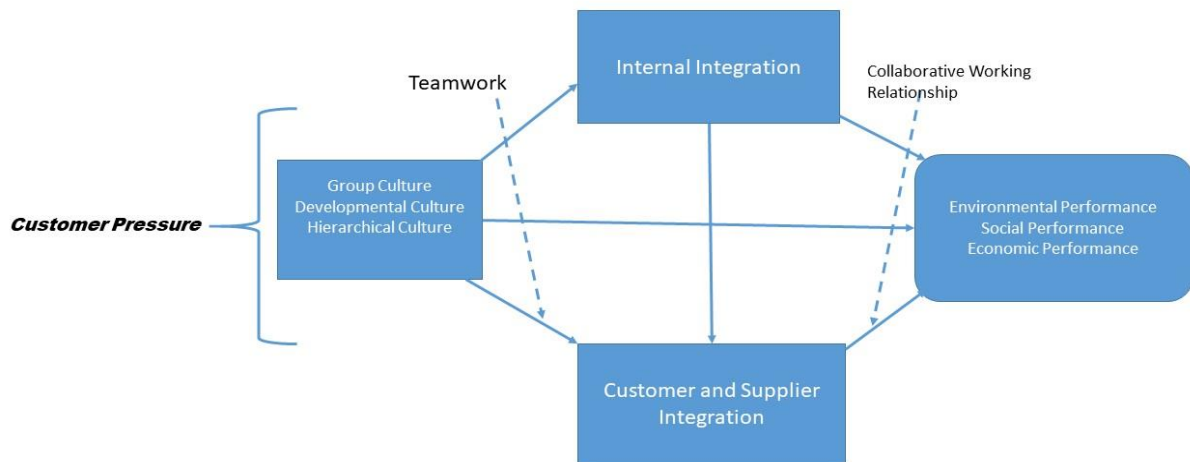 Internal Integration
Teamwork
Collaborative Working
Relationship
Group Culture
Developmental Culture
Hierarchical Culture
Customer Pressure
Environmental Performance
Social Performance
Economic Performance
Customer and Supplier
Integration